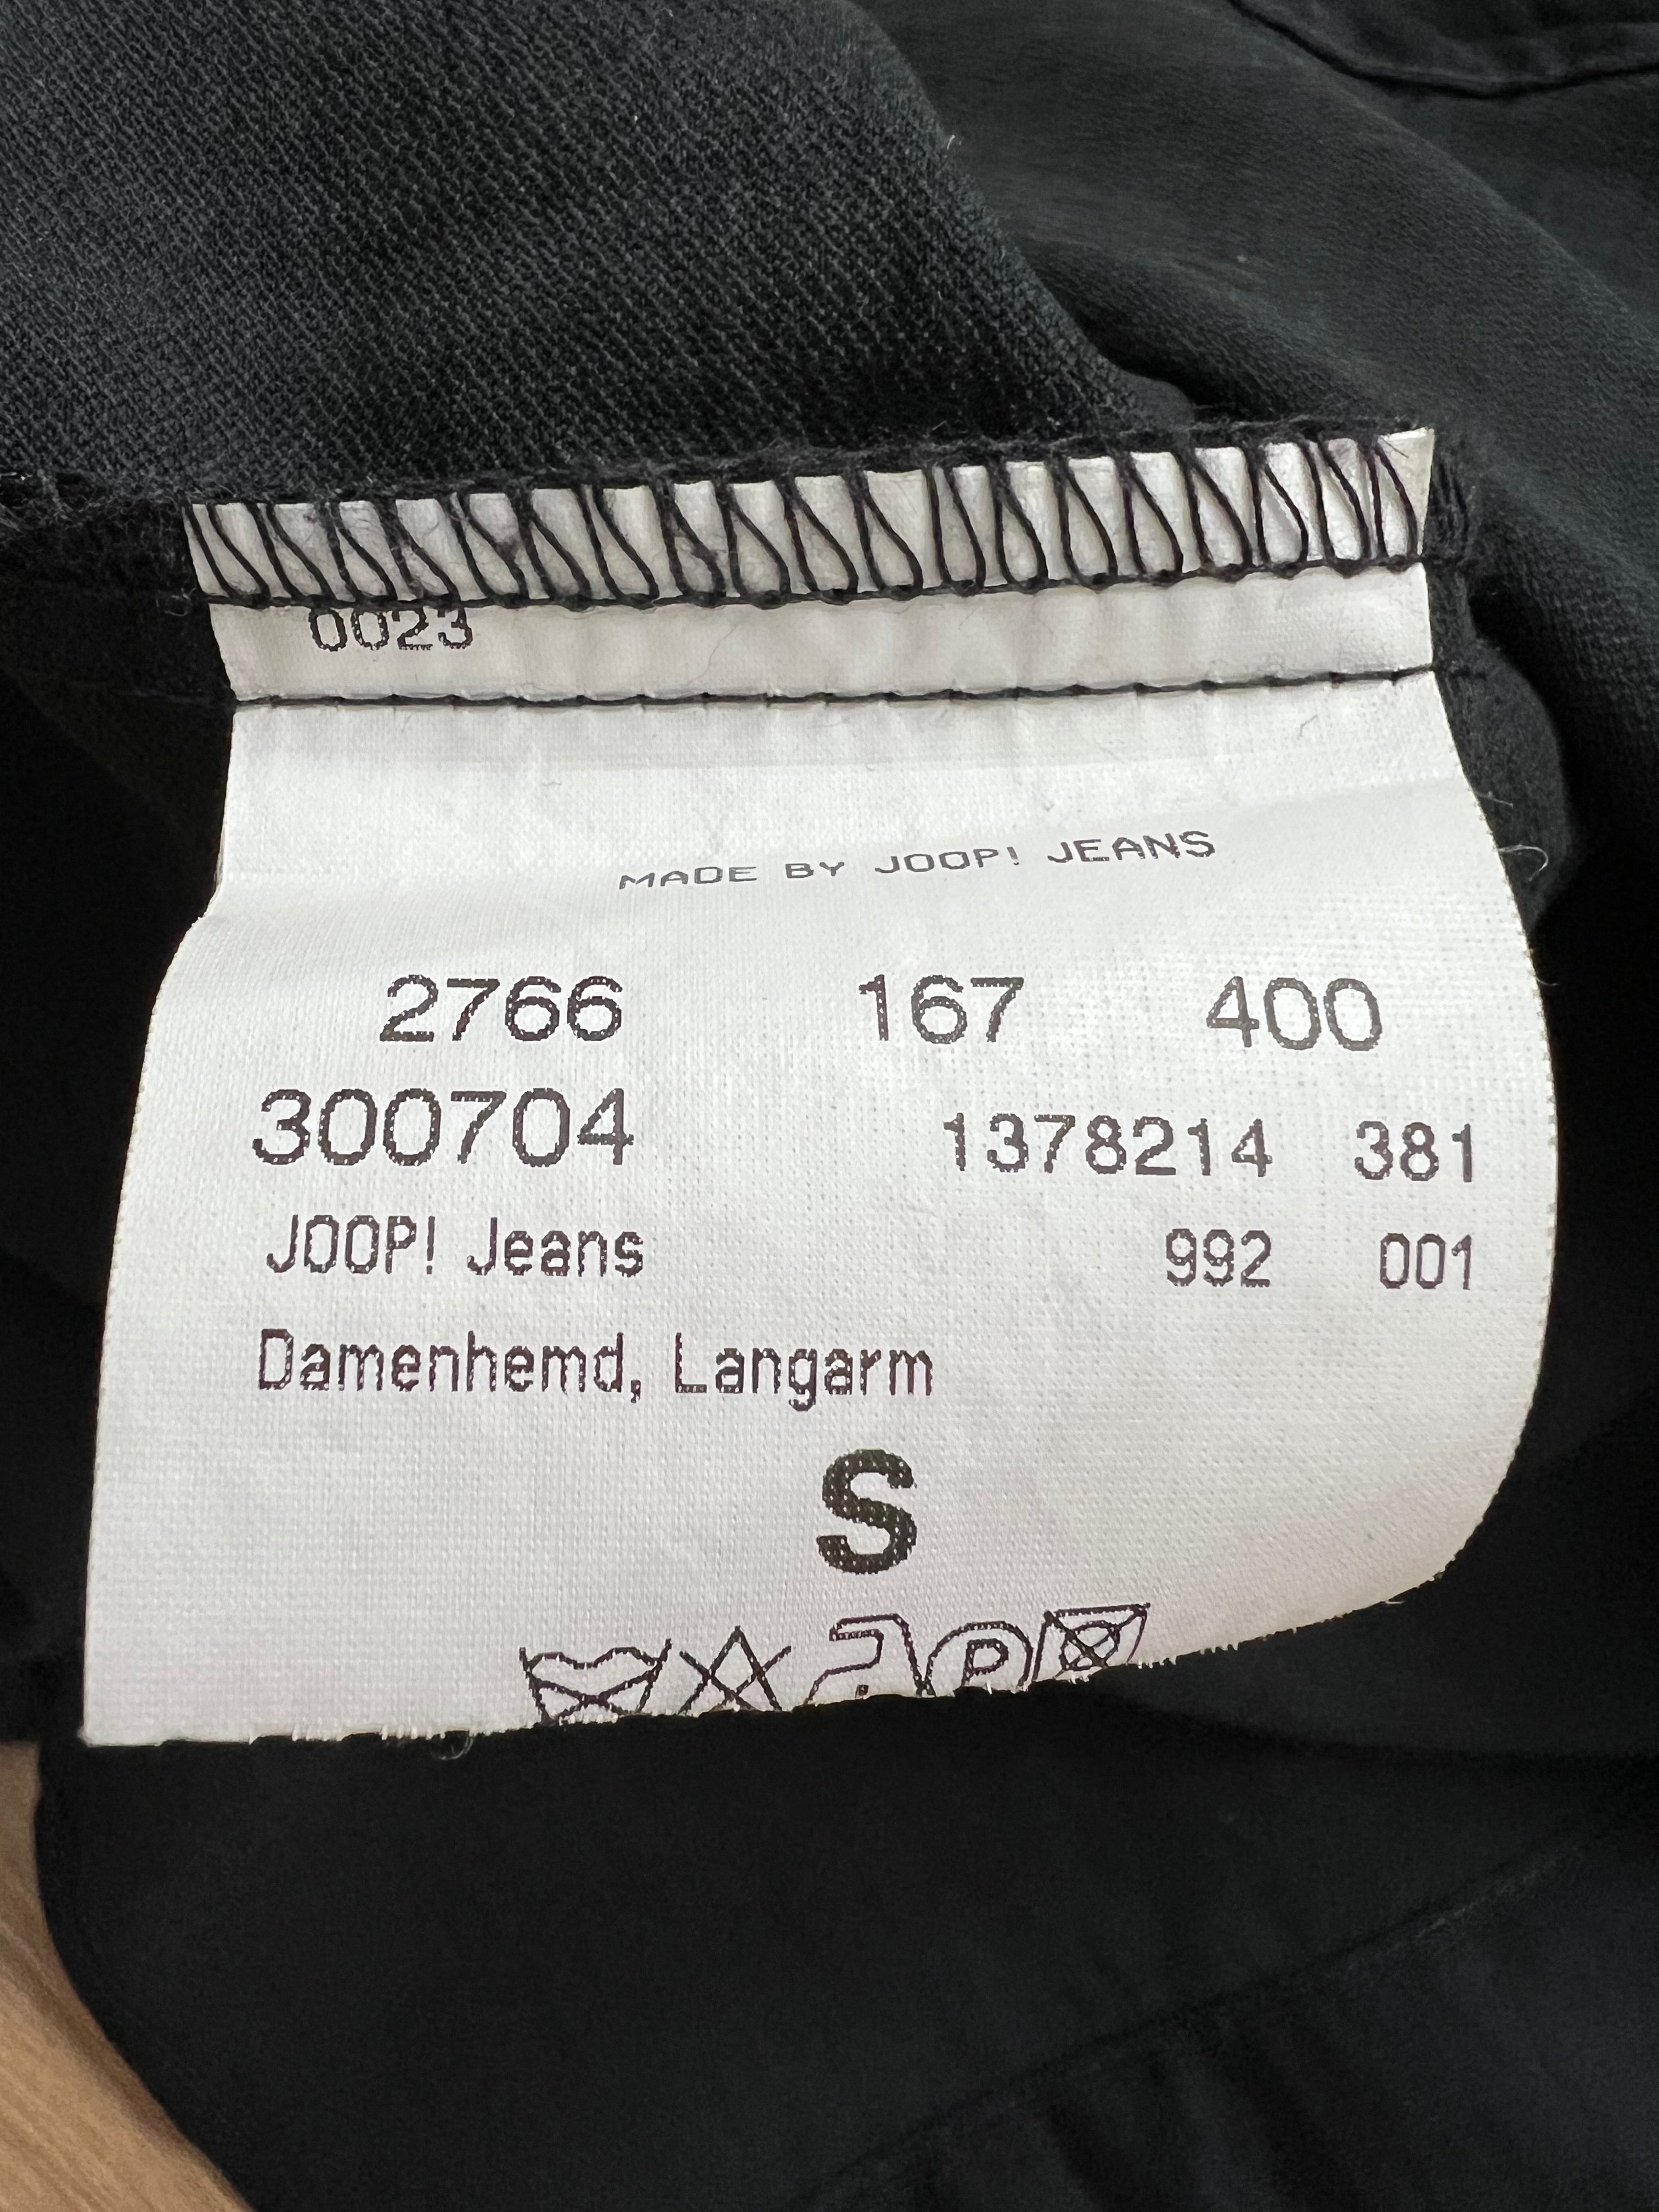 0023
MADE BY JOOP! JEANS
2766 167 400
300704 1378214 381
JOOP! Jeans 992 001
Damenhemd, Langarm
S
P